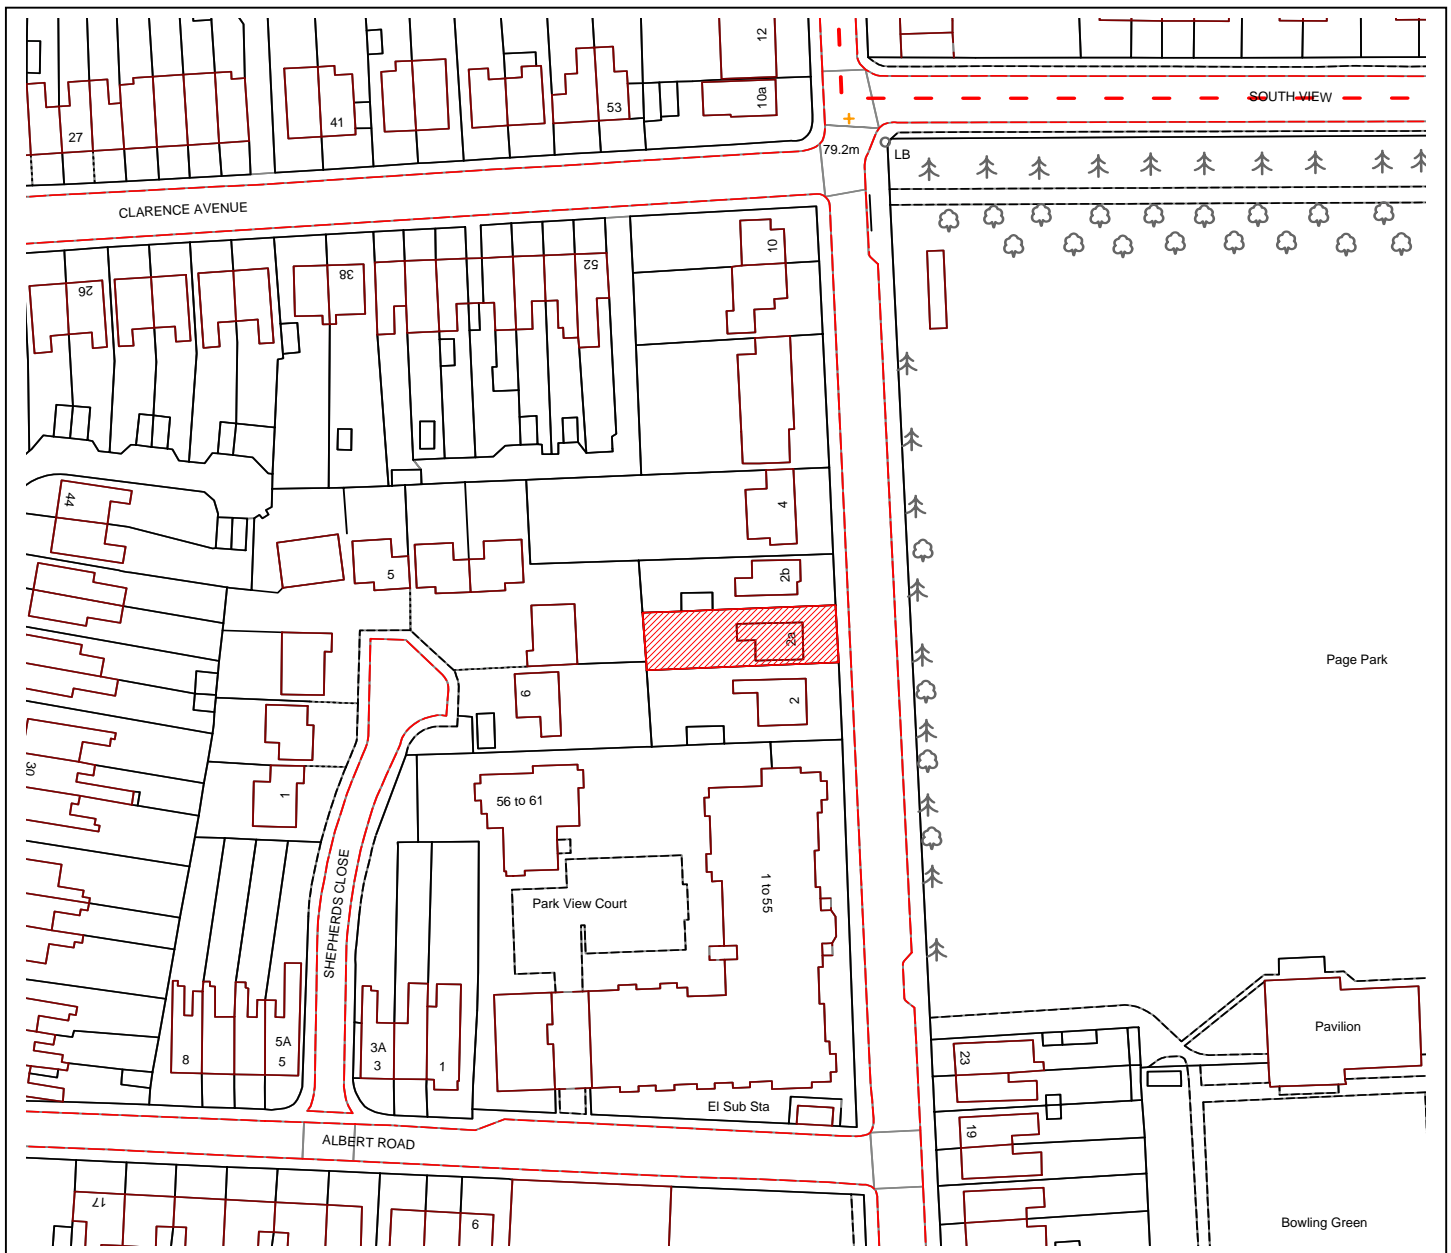 12
SOUTH VIEW
10a
53
41
27
79.2m
LB
CLARENCE AVENUE
10
52
38
26
44
4
5
2b
2a
Page Park
6
2
30
1
56 to 61
1 to 55
Park View Court
SHEPHERDS CLOSE
Pavilion
5A
3A
23
8
5
3
1
El Sub Sta
19
ALBERT ROAD
17
6
Bowling Green